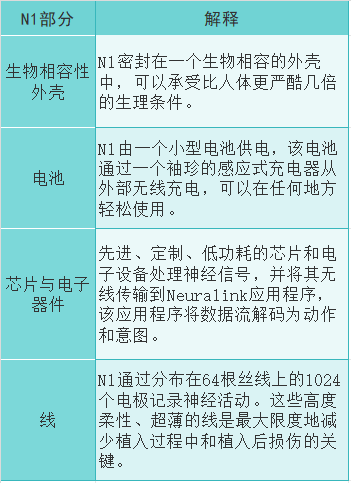 N1部分
解释
生物相容性
外壳
N1密封在一个生物相容的外壳
中，可以承受比人体更严酷几倍
的生理条件。
电池
N1由一个小型电池供电，该电池
通过一个袖珍的感应式充电器从
外部无线充电，可以在任何地方
轻松使用。
芯片与电子
器件
先进、定制、低功耗的芯片和电
子设备处理神经信号，并将其无
线传输到Neuralink应用程序，
该应用程序将数据流解码为动作
和意图。
线
N1通过分布在64根丝线上的1024
个电极记录神经活动。这些高度
柔性、超薄的线是最大限度地减
少植入过程中和植入后损伤的关
键。